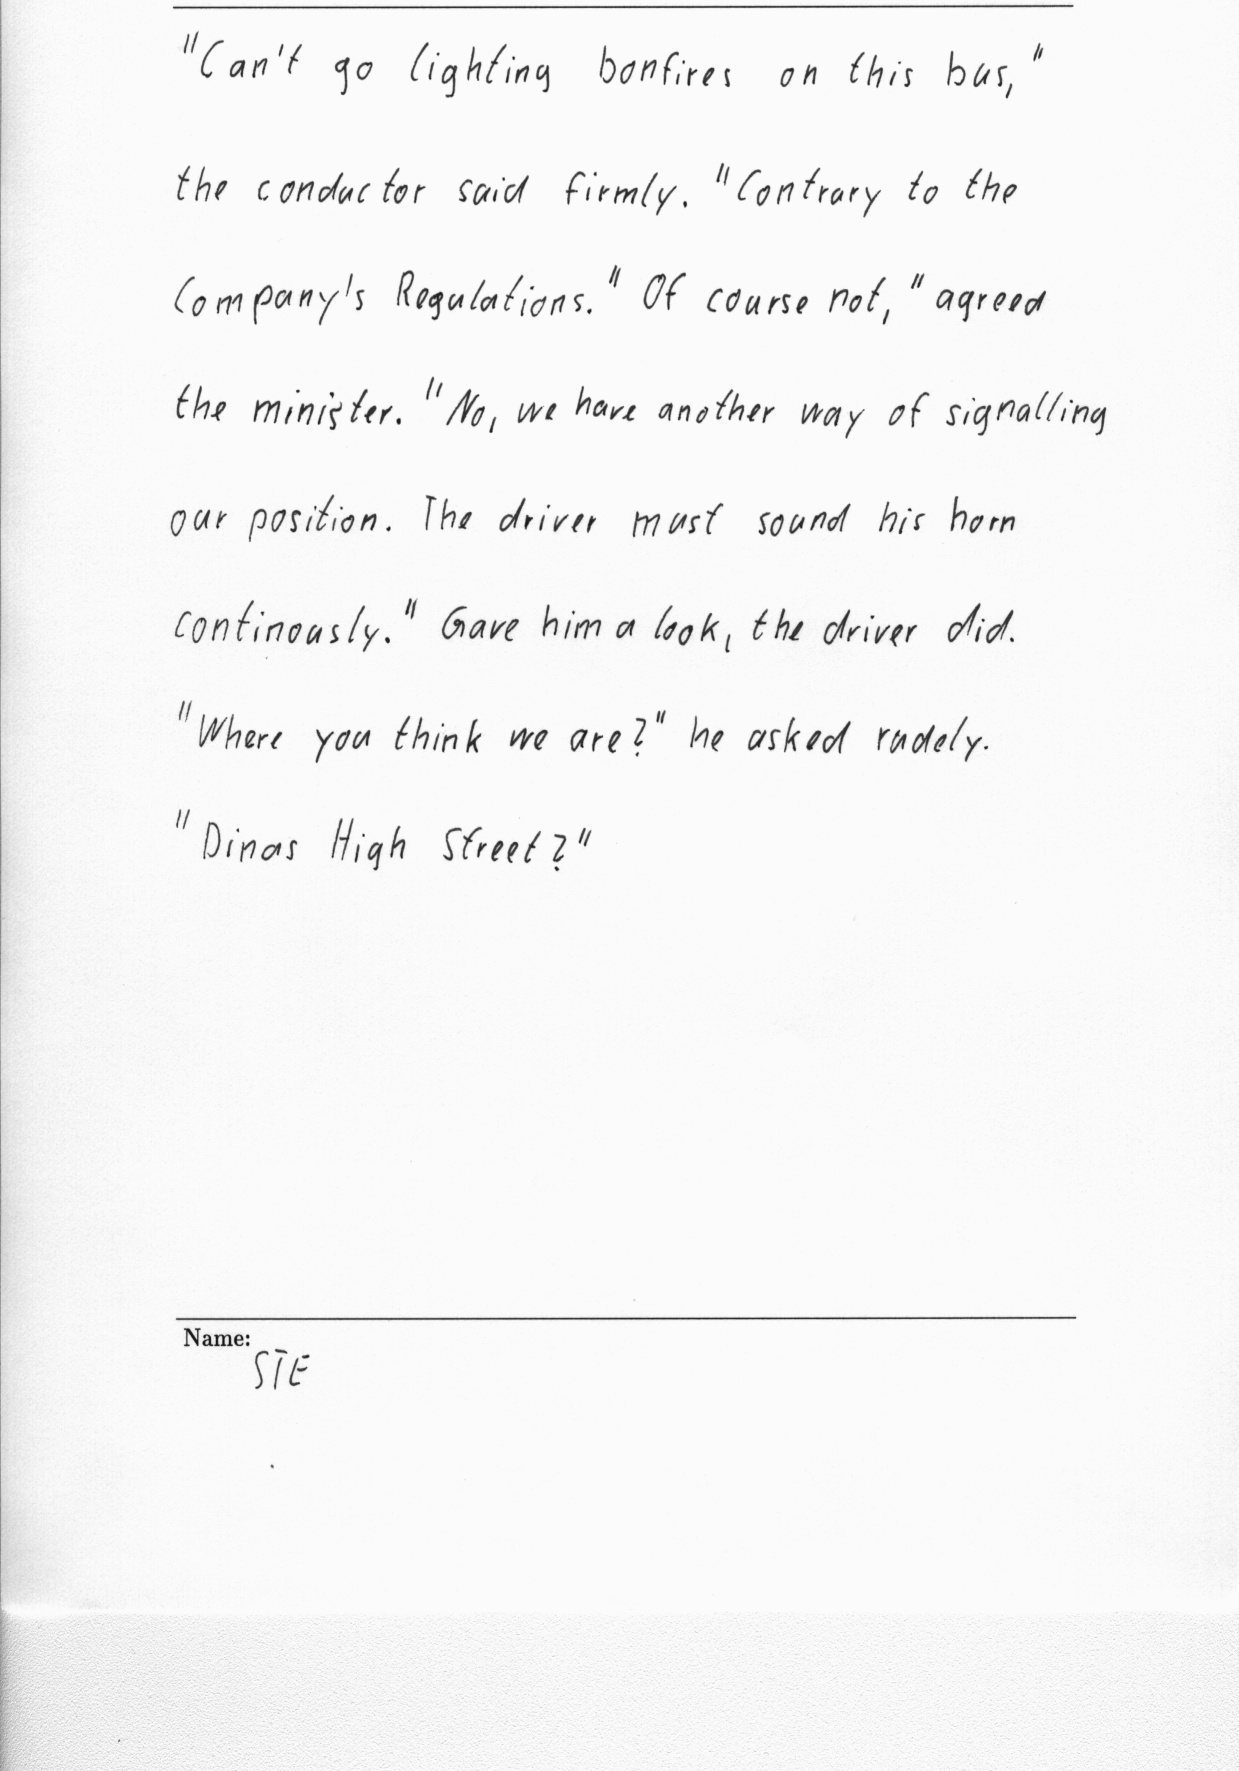 "Can't go lighting bonfires on this bus,"
the conductor said firmly. "Contrary to the
Company's Regulations." Of course not," agreed
the minister. "No, we have another way of signalling
our position. The driver must sound his horn
continously." Gave him a look, the driver did.
"Where you think we are?" he asked rudely.
"Dinas High Street?"
Name:
STE